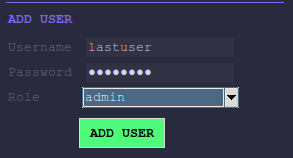 ADD USER
Username lastuser
Password ●●●●●●●●
Role admin
ADD USER